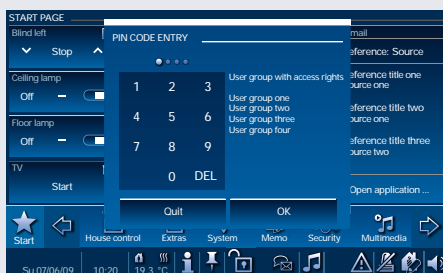 START PAGE
Blind left
Stop
Ceiling lamp
Off
Floor lamp
Off
TV
Start
PIN CODE ENTRY
1 2 3
4 5 6
7 8 9
0 DEL
User group with access rights
User group one
User group two
User group three
User group four
Quit OK
mail
eference: Source
eference title one
ource one
eference title two
ource one
eference title three
ource two
Open application ...
Start House control Extras System Memo Security Multimedia
Su 07/06/09 10:20 19.3 °C